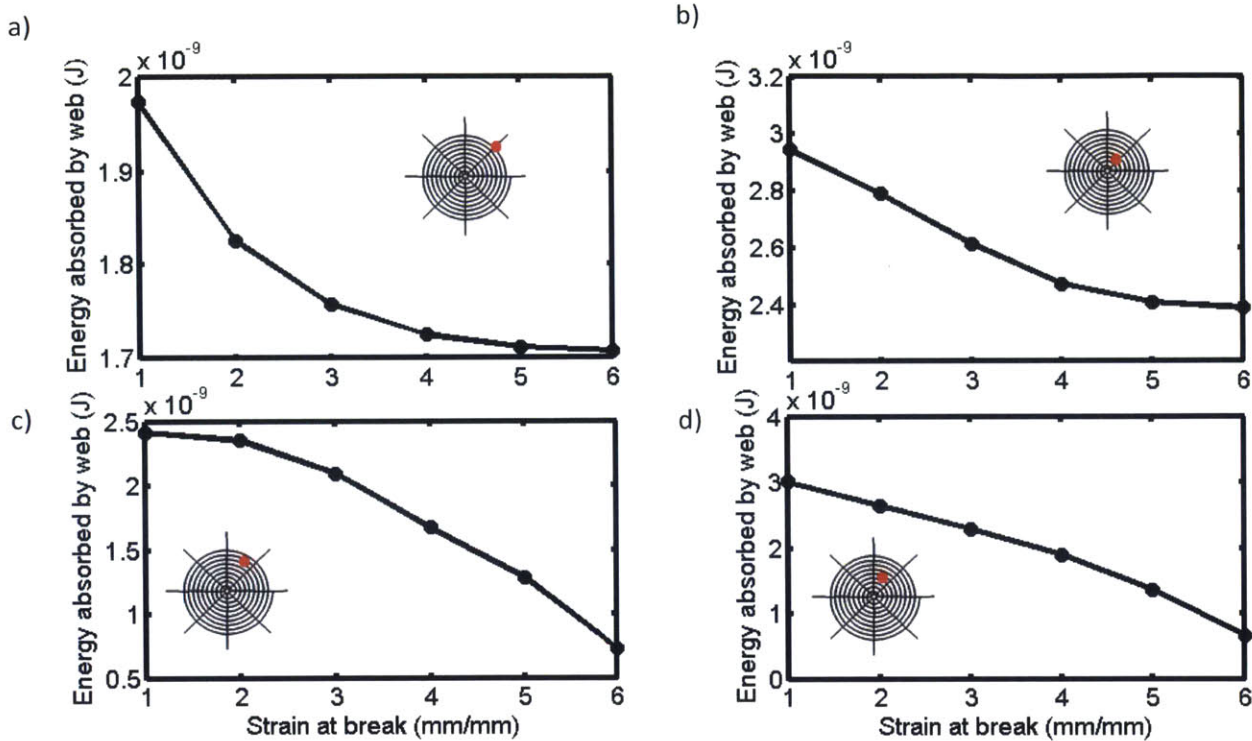 a)
x 10⁻⁹
Energy absorbed by web (J)
2
1.9
1.8
1.7
1 2 3 4 5 6
b)
x 10⁻⁹
Energy absorbed by web (J)
3.2
3
2.8
2.6
2.4
1 2 3 4 5 6
c)
x 10⁻⁹
Energy absorbed by web (J)
2.5
2
1.5
1
0.5
1 2 3 4 5 6
Strain at break (mm/mm)
d)
x 10⁻⁹
Energy absorbed by web (J)
4
3
2
1
0
1 2 3 4 5 6
Strain at break (mm/mm)